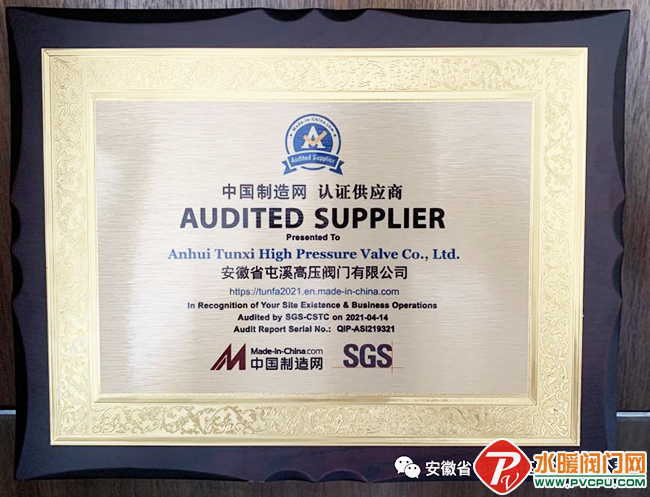 Made-in-China.com
Audited Supplier
中国制造网 认证供应商
AUDITED SUPPLIER
Presented To
Anhui Tunxi High Pressure Valve Co., Ltd.
安徽省屯溪高压阀门有限公司
https://tunfa2021.en.made-in-china.com
In Recognition of Your Site Existence & Business Operations
Audited by SGS-CSTC on 2021-04-14
Audit Report Serial No.: QIP-ASI219321
Made-in-China.com
中国制造网
SGS
安徽省
水暖阀门网
WWW.PVCPU.COM